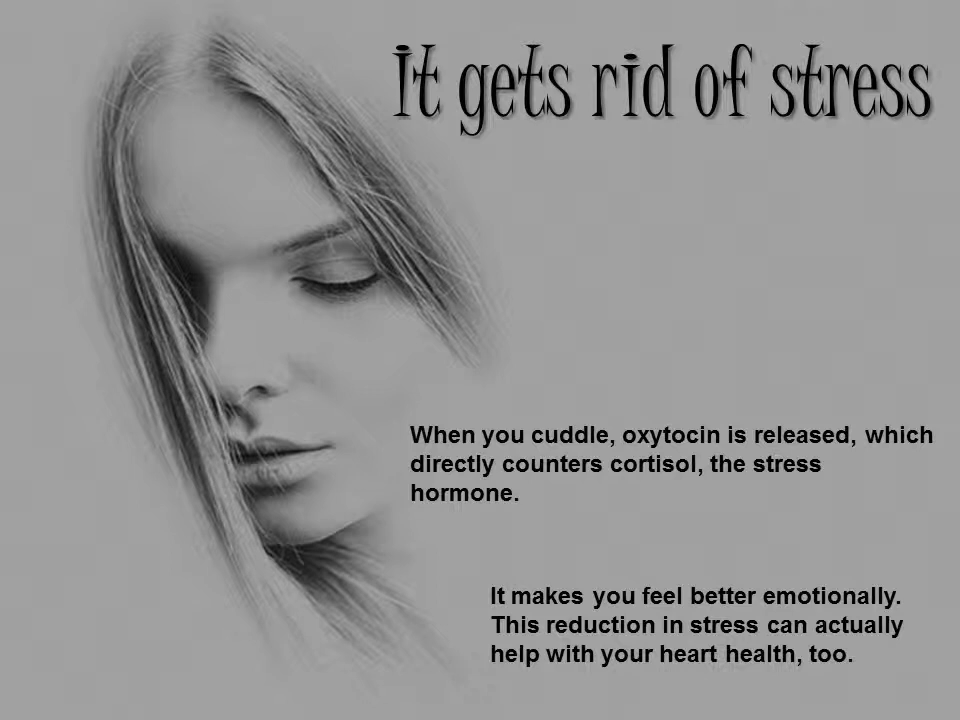 It gets rid of stress
When you cuddle, oxytocin is released, which
directly counters cortisol, the stress
hormone.
It makes you feel better emotionally.
This reduction in stress can actually
help with your heart health, too.